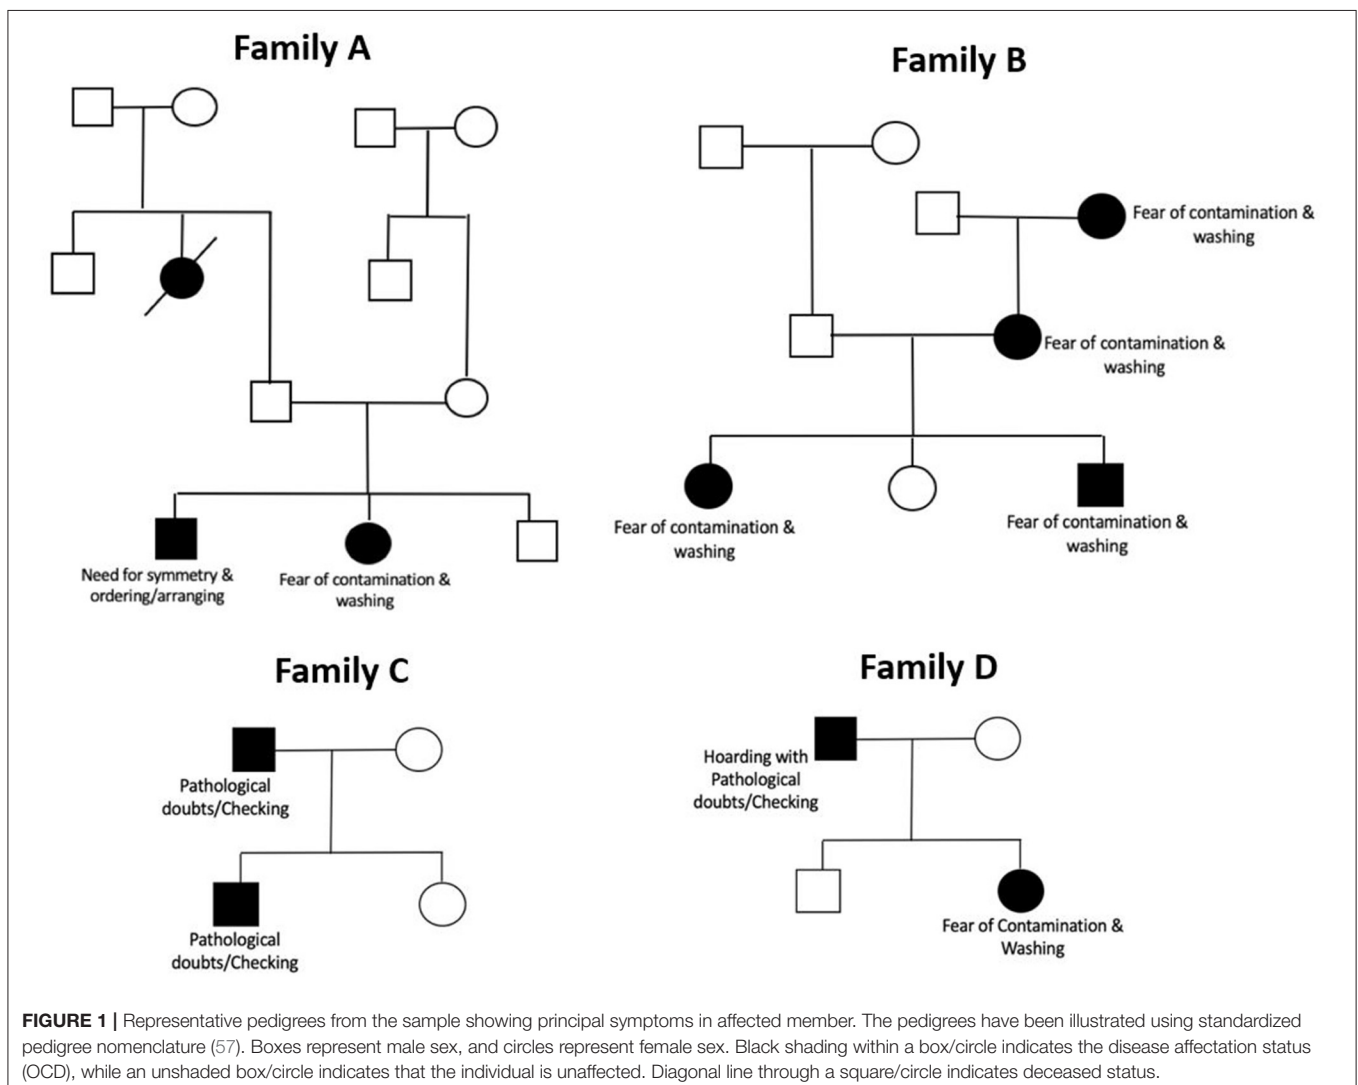 Family A
Family B
Fear of contamination &
washing
Fear of contamination &
washing
Fear of contamination &
washing
Fear of contamination &
washing
Need for symmetry &
ordering/arranging
Fear of contamination &
washing
Family C
Family D
Pathological
doubts/Checking
Pathological
doubts/Checking
Hoarding with
Pathological
doubts/Checking
Fear of Contamination &
Washing
FIGURE 1 | Representative pedigrees from the sample showing principal symptoms in affected member. The pedigrees have been illustrated using standardized
pedigree nomenclature (57). Boxes represent male sex, and circles represent female sex. Black shading within a box/circle indicates the disease affectation status
(OCD), while an unshaded box/circle indicates that the individual is unaffected. Diagonal line through a square/circle indicates deceased status.